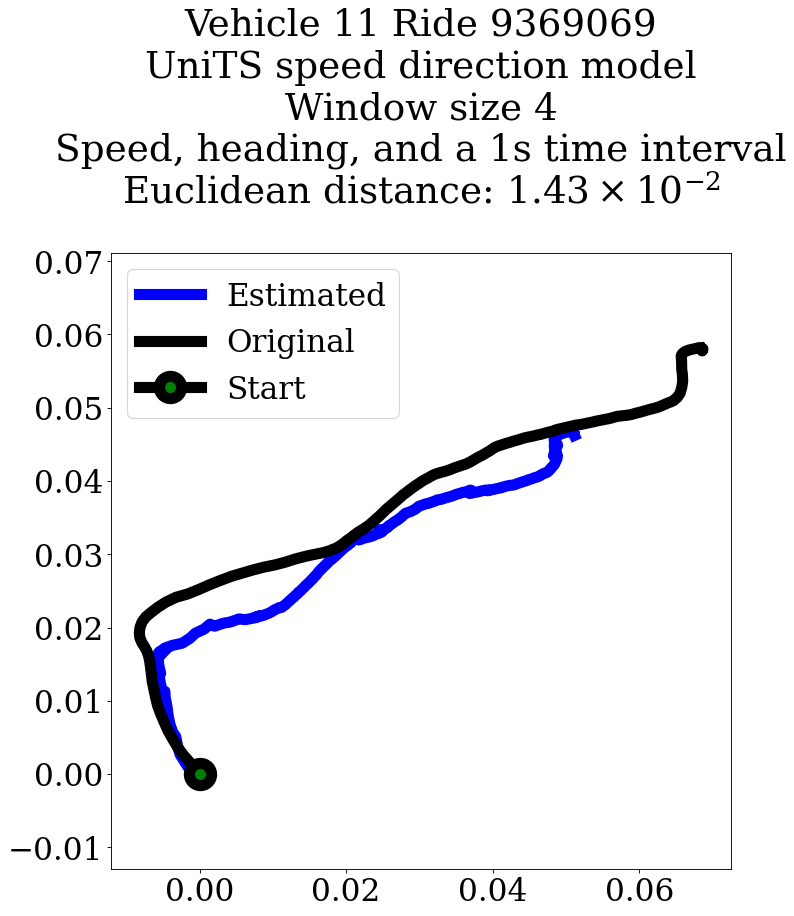 Vehicle 11 Ride 9369069
UniTS speed direction model
Window size 4
Speed, heading, and a 1s time interval
Euclidean distance: 1.43 × 10⁻²
0.07
0.06
0.05
0.04
0.03
0.02
0.01
0.00
−0.01
Estimated
Original
Start
0.00 0.02 0.04 0.06